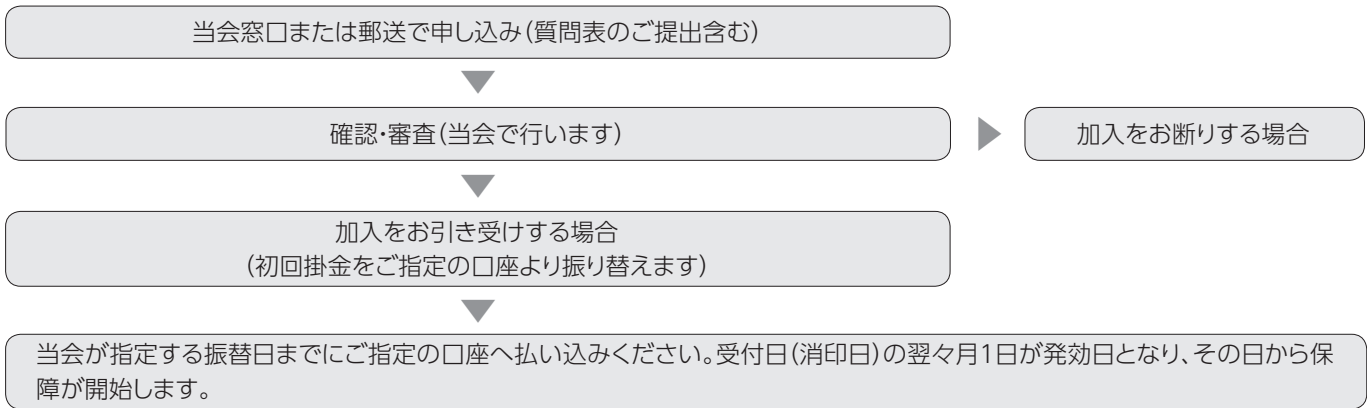 当会窓口または郵送で申し込み（質問表のご提出含む）
確認・審査（当会で行います）
加入をお断りする場合
加入をお引き受けする場合
（初回掛金をご指定の口座より振り替えます）
当会が指定する振替日までにご指定の口座へ払い込みください。受付日（消印日）の翌々月1日が発効日となり、その日から保
障が開始します。